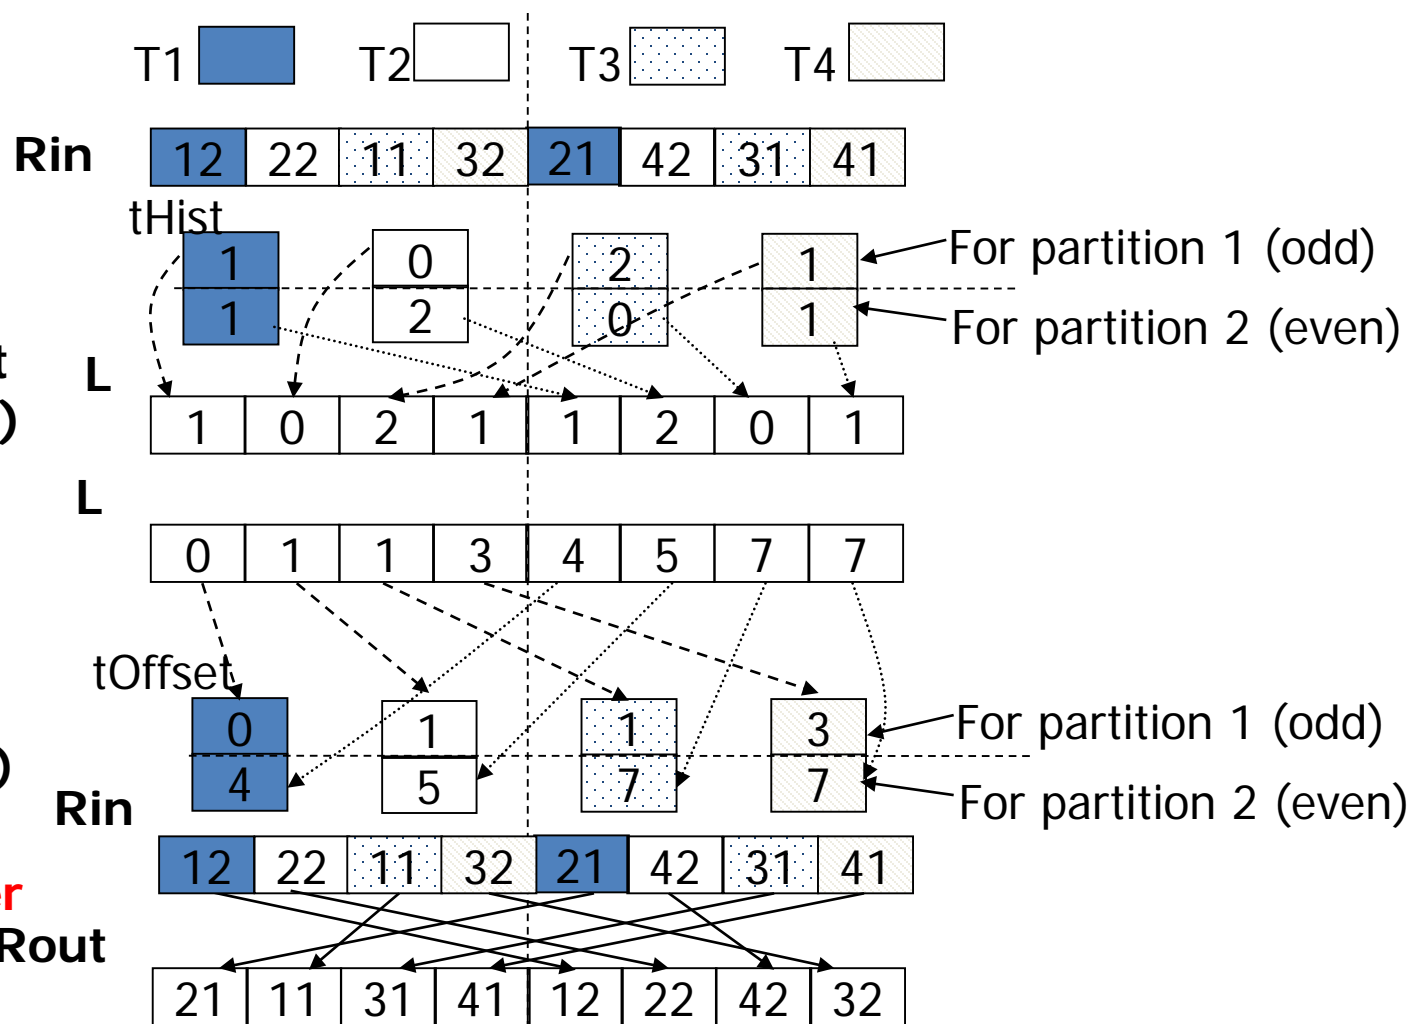 T1 T2 T3 T4
Rin 12 22 11 32 21 42 31 41
tHist
1 0 2 1 For partition 1 (odd)
1 2 0 1 For partition 2 (even)
t
L
) 1 0 2 1 1 2 0 1
L
0 1 1 3 4 5 7 7
tOffset
0 1 1 3 For partition 1 (odd)
) 4 5 7 7 For partition 2 (even)
Rin
12 22 11 32 21 42 31 41
er
Rout
21 11 31 41 12 22 42 32